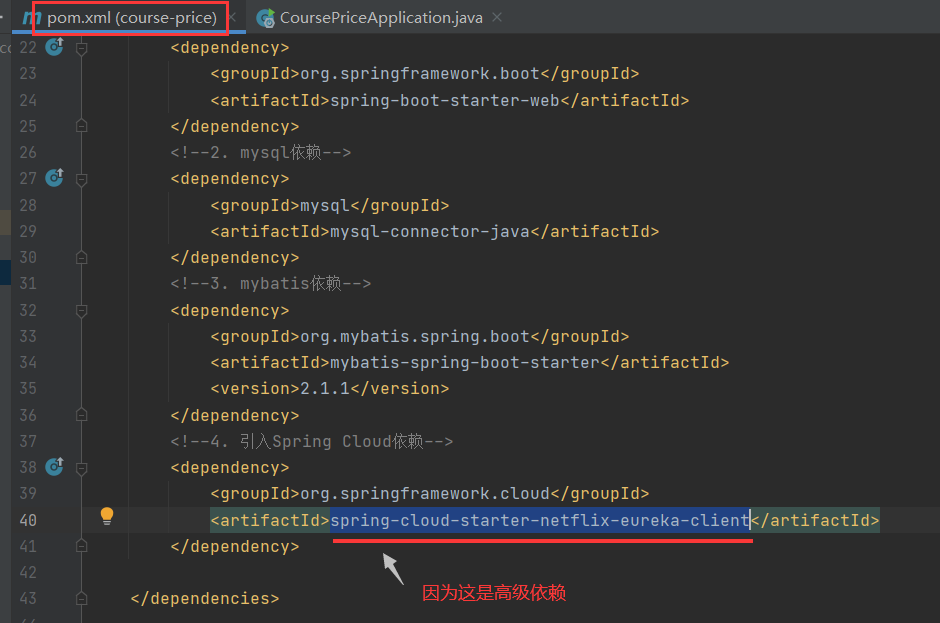 pom.xml (course-price) CoursePriceApplication.java
22 <dependency>
23 <groupId>org.springframework.boot</groupId>
24 <artifactId>spring-boot-starter-web</artifactId>
25 </dependency>
26 <!--2. mysql依赖-->
27 <dependency>
28 <groupId>mysql</groupId>
29 <artifactId>mysql-connector-java</artifactId>
30 </dependency>
31 <!--3. mybatis依赖-->
32 <dependency>
33 <groupId>org.mybatis.spring.boot</groupId>
34 <artifactId>mybatis-spring-boot-starter</artifactId>
35 <version>2.1.1</version>
36 </dependency>
37 <!--4. 引入Spring Cloud依赖-->
38 <dependency>
39 <groupId>org.springframework.cloud</groupId>
40 <artifactId>spring-cloud-starter-netflix-eureka-client</artifactId>
41 </dependency>
42
因为这是高级依赖
43 </dependencies>